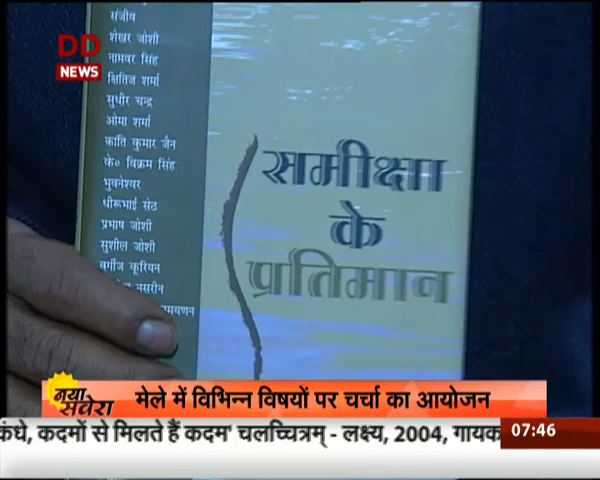 संजीव
शेखर जोशी
नामवर सिंह
क्षितिज शर्मा
सुधीर चन्द्र
ओमा शर्मा
कांति कुमार जैन
के० विक्रम सिंह
भुवनेश्वर
धीरूभाई सेठ
प्रभाष जोशी
सुशील जोशी
वर्गीज कूरियन
नसरीन
DD
NEWS
समीक्षा
के
प्रतिमान
नया
सवेरा
मेले में विभिन्न विषयों पर चर्चा का आयोजन
कंधे, कदमों से मिलते हैं कदम' चलच्चित्रम् - लक्ष्य, 2004, गायक
07:46